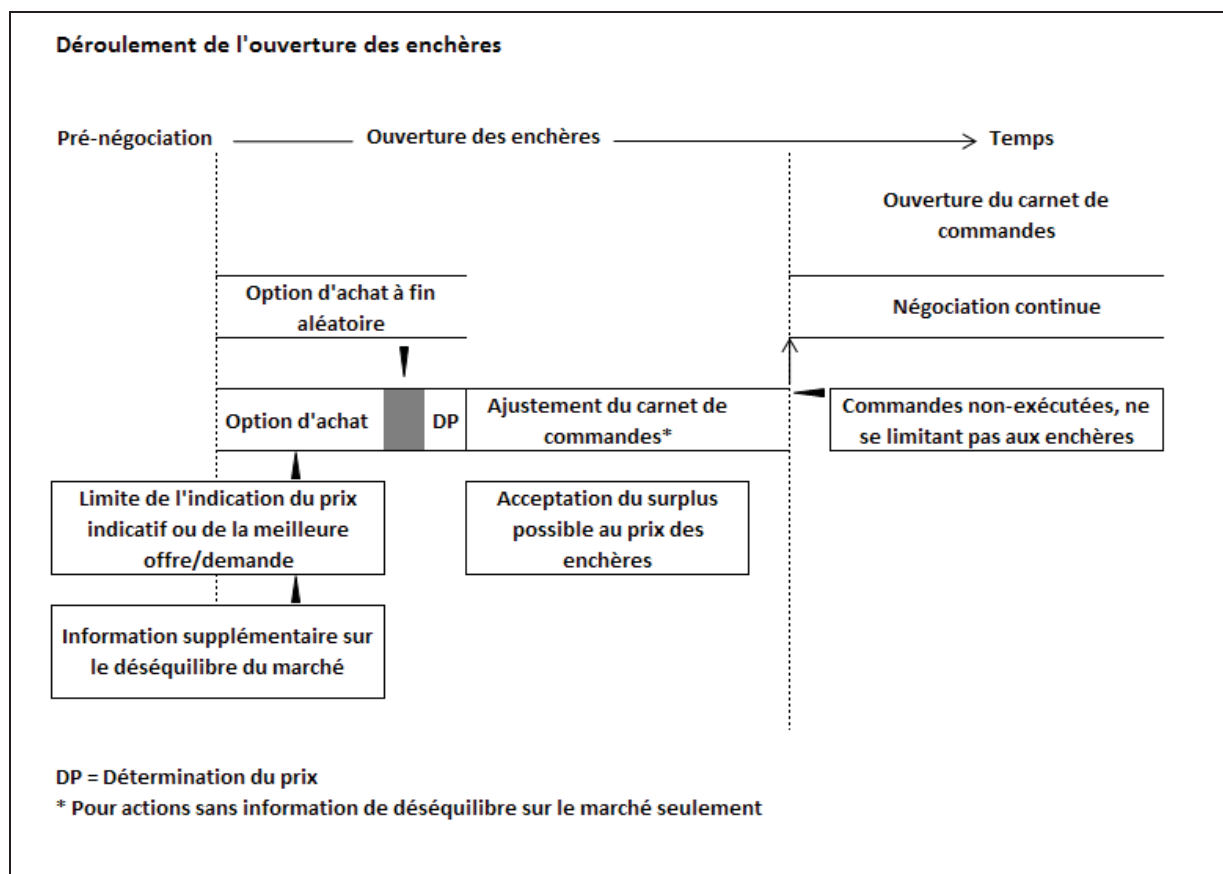 Déroulement de l'ouverture des enchères
Pré-négociation
Ouverture des enchères
Temps
Ouverture du carnet de
commandes
Option d'achat à fin
aléatoire
Négociation continue
Option d'achat
DP
Ajustement du carnet de
commandes*
Commandes non-exécutées, ne
se limitant pas aux enchères
Limite de l'indication du prix
indicatif ou de la meilleure
offre/demande
Acceptation du surplus
possible au prix des
enchères
Information supplémentaire sur
le déséquilibre du marché
DP = Détermination du prix
* Pour actions sans information de déséquilibre sur le marché seulement